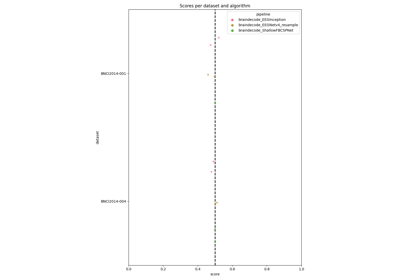 Scores per dataset and algorithm
pipeline
braindecode_EEGInception
braindecode_EEGNetv4_resample
braindecode_ShallowFBCSPNet
BNCI2014-001
dataset
BNCI2014-004
0.0 0.2 0.4 0.6 0.8 1.0
score